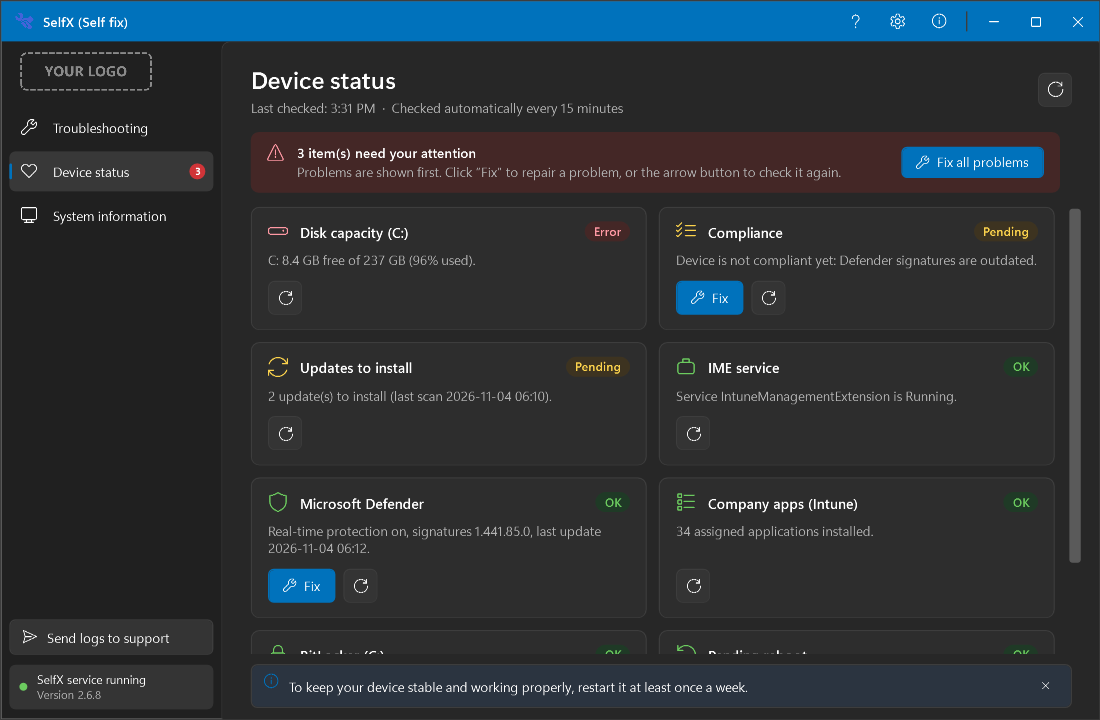 SelfX (Self fix)
YOUR LOGO
Troubleshooting
Device status
3
System information
Send logs to support
SelfX service running
Version 2.6.8
Device status
Last checked: 3:31 PM · Checked automatically every 15 minutes
3 item(s) need your attention
Problems are shown first. Click "Fix" to repair a problem, or the arrow button to check it again.
Fix all problems
Disk capacity (C:)
Error
C: 8.4 GB free of 237 GB (96% used).
Compliance
Pending
Device is not compliant yet: Defender signatures are outdated.
Fix
Updates to install
Pending
2 update(s) to install (last scan 2026-11-04 06:10).
IME service
OK
Service IntuneManagementExtension is Running.
Microsoft Defender
OK
Real-time protection on, signatures 1.441.85.0, last update
2026-11-04 06:12.
Fix
Company apps (Intune)
OK
34 assigned applications installed.
BitLocker (C:)
OK
Pending reboot
OK
To keep your device stable and working properly, restart it at least once a week.